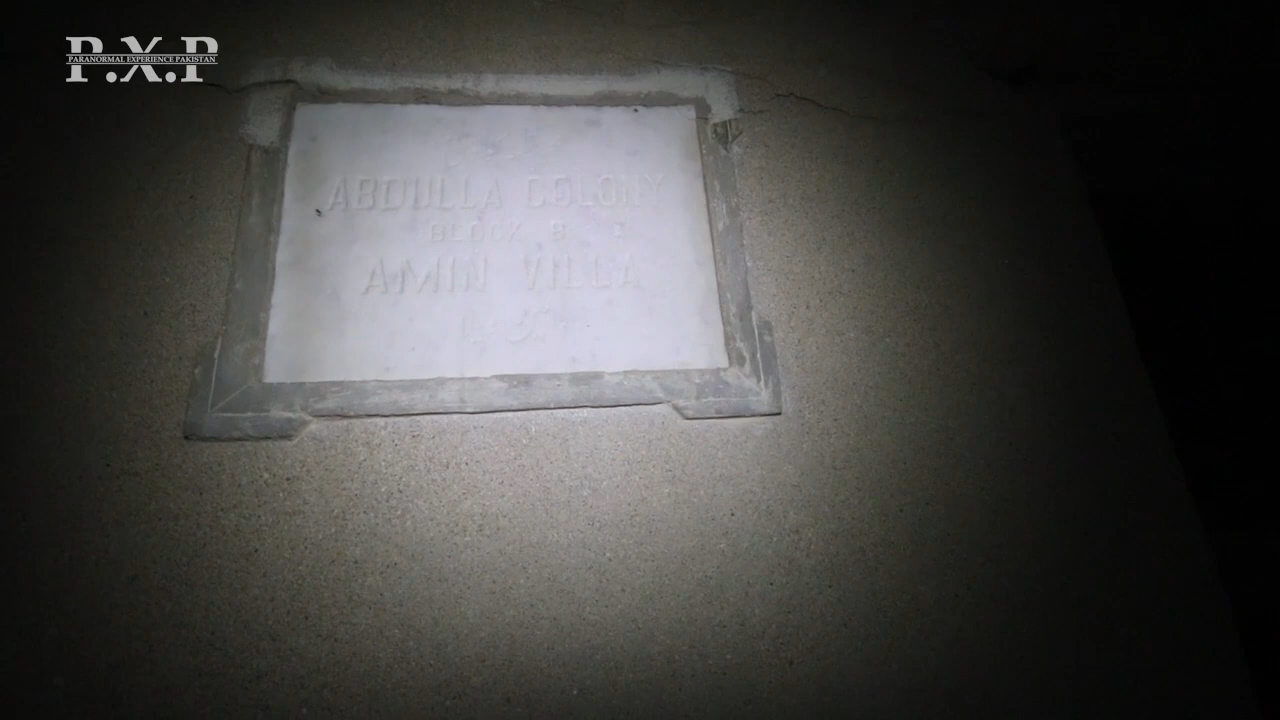 P.X.P
PARANORMAL EXPERIENCE PAKISTAN
ABDULLA COLONY
BLOCK B
AMIN VILLA